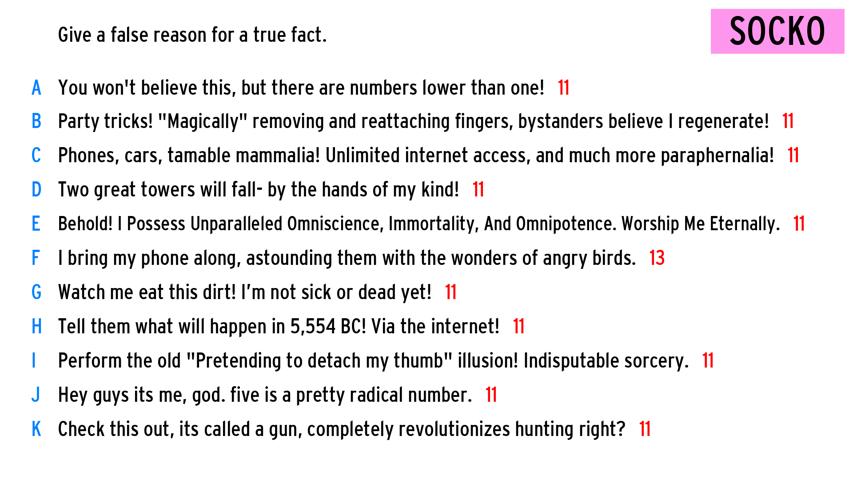 Give a false reason for a true fact.
SOCKO
A You won't believe this, but there are numbers lower than one! 11
B Party tricks! "Magically" removing and reattaching fingers, bystanders believe I regenerate! 11
C Phones, cars, tamable mammalia! Unlimited internet access, and much more paraphernalia! 11
D Two great towers will fall- by the hands of my kind! 11
E Behold! I Possess Unparalleled Omniscience, Immortality, And Omnipotence. Worship Me Eternally. 11
F I bring my phone along, astounding them with the wonders of angry birds. 13
G Watch me eat this dirt! I’m not sick or dead yet! 11
H Tell them what will happen in 5,554 BC! Via the internet! 11
I Perform the old "Pretending to detach my thumb" illusion! Indisputable sorcery. 11
J Hey guys its me, god. five is a pretty radical number. 11
K Check this out, its called a gun, completely revolutionizes hunting right? 11